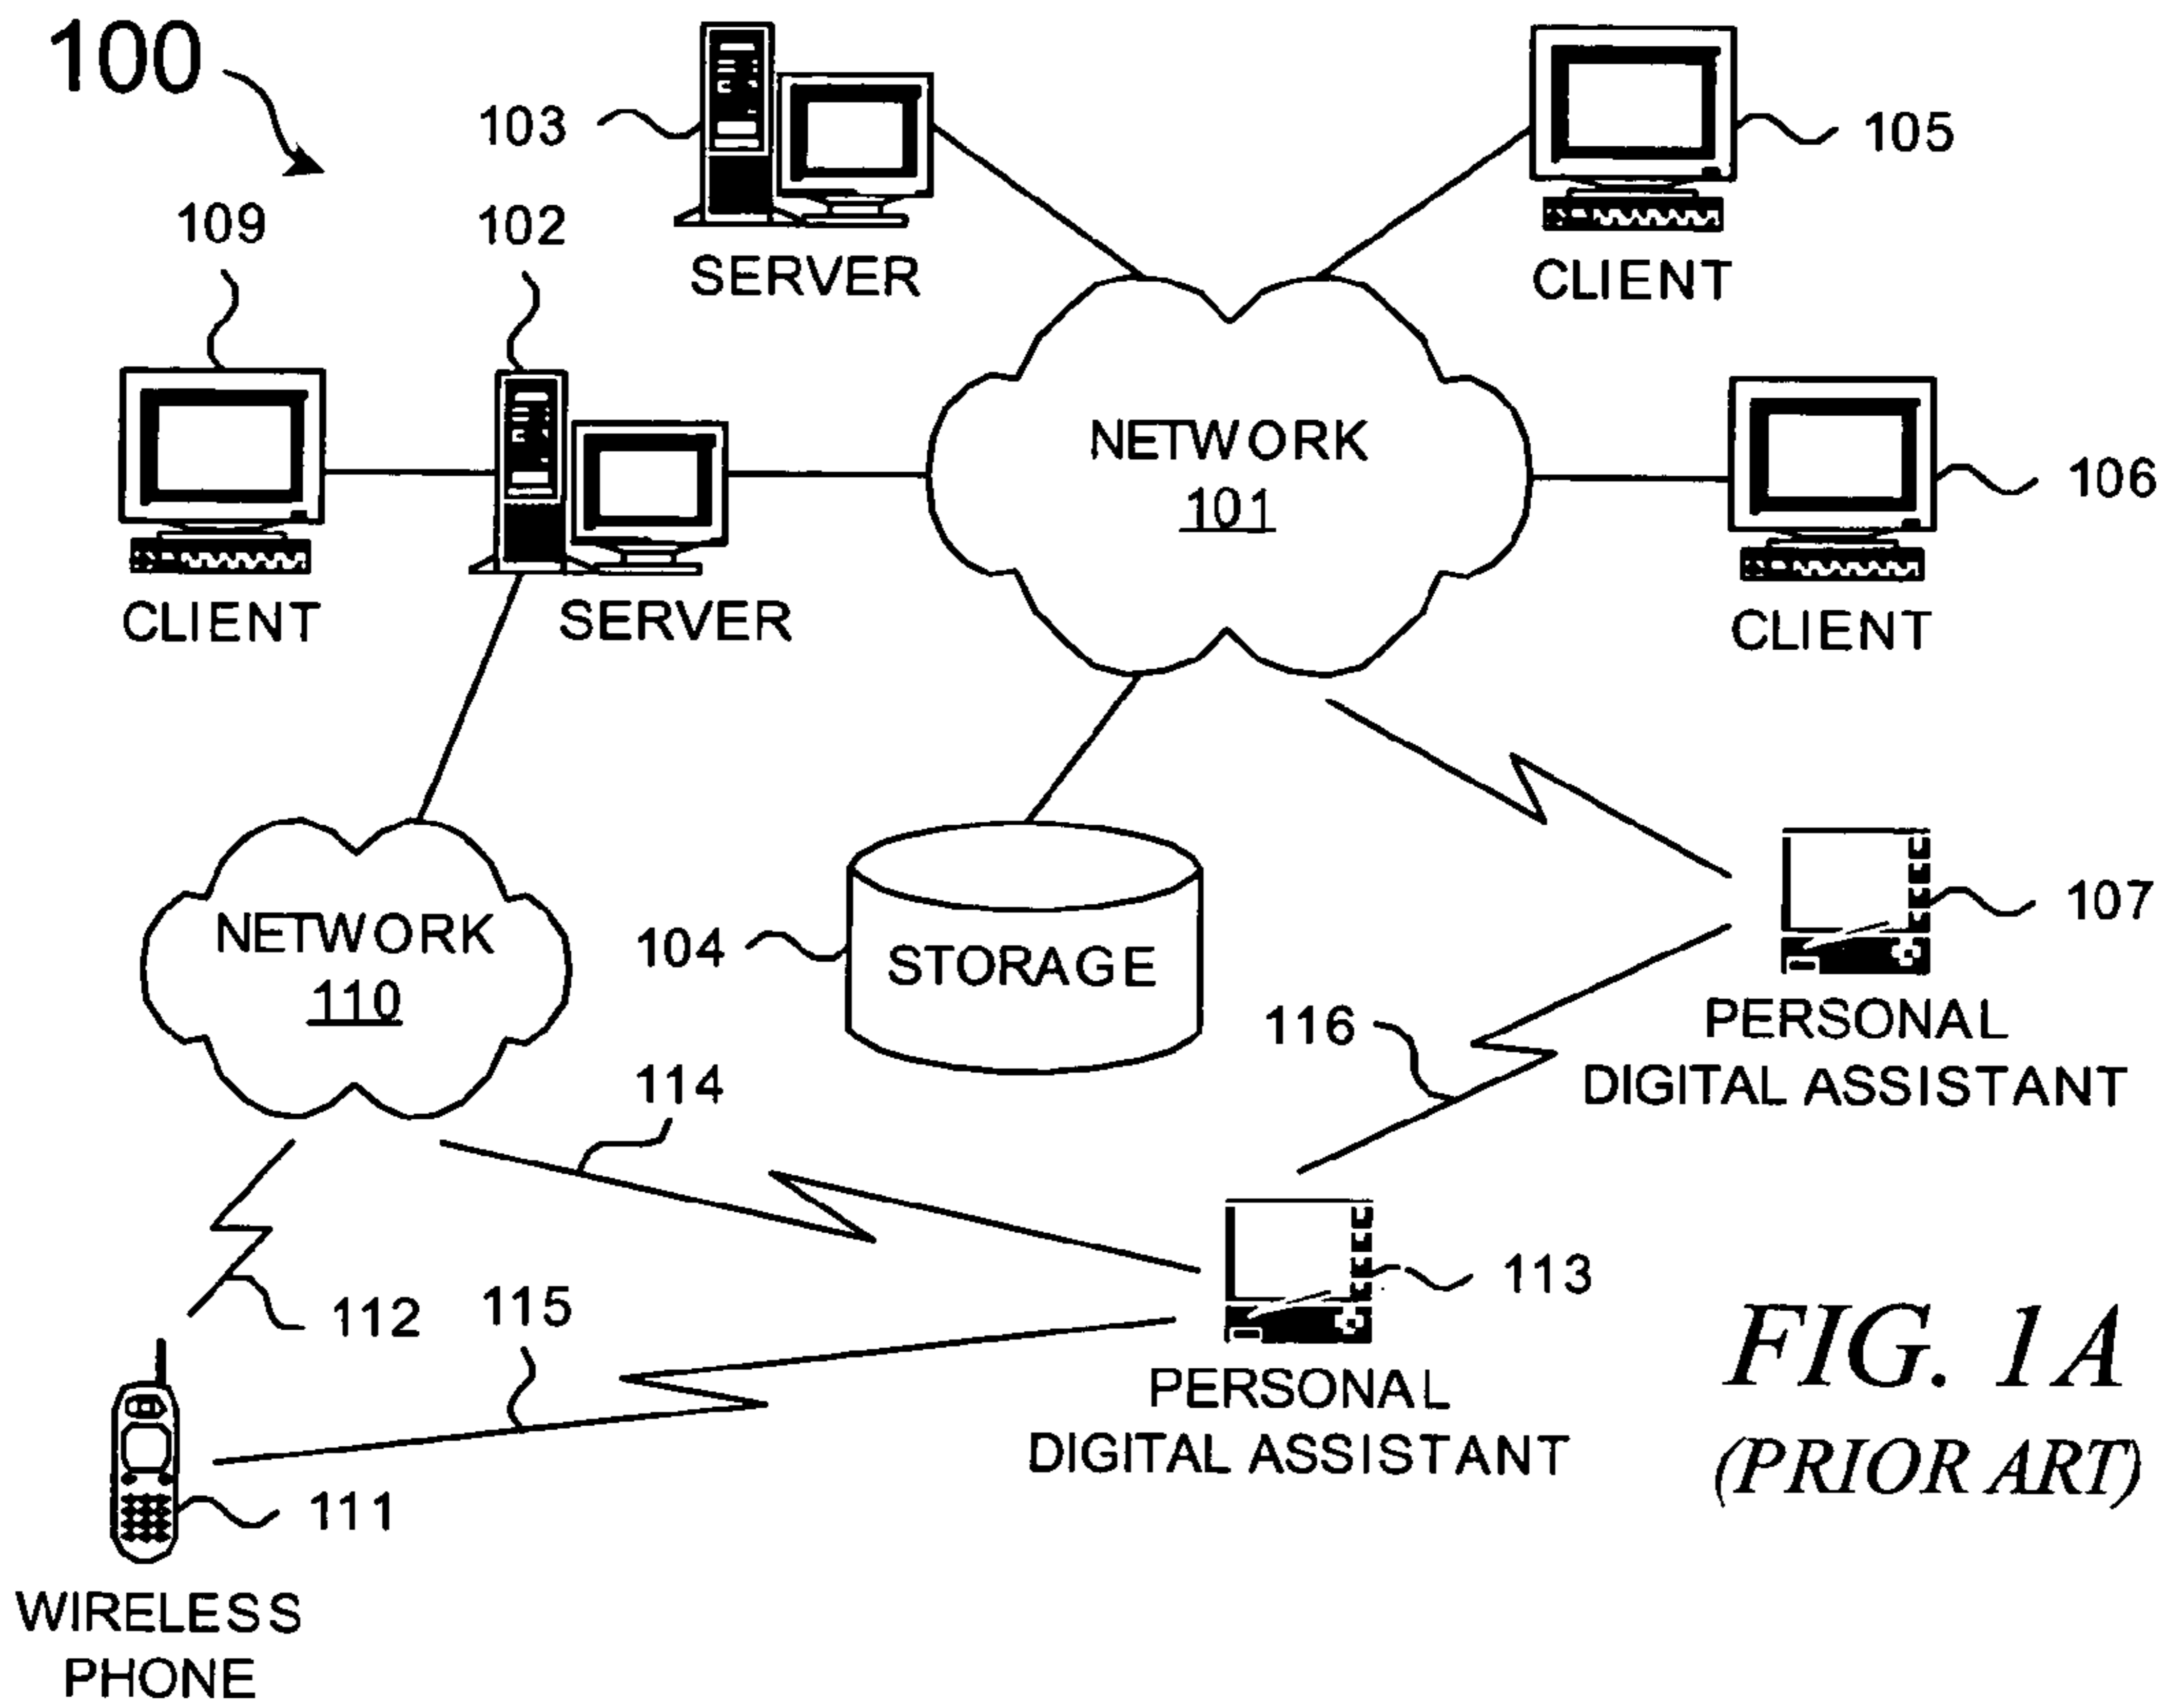 100
103
105
109
102
SERVER
CLIENT
NETWORK
101
106
CLIENT
SERVER
CLIENT
NETWORK
110
104
STORAGE
107
116
PERSONAL
DIGITAL ASSISTANT
114
113
112
115
PERSONAL
DIGITAL ASSISTANT
111
WIRELESS
PHONE
FIG. 1A
(PRIOR ART)